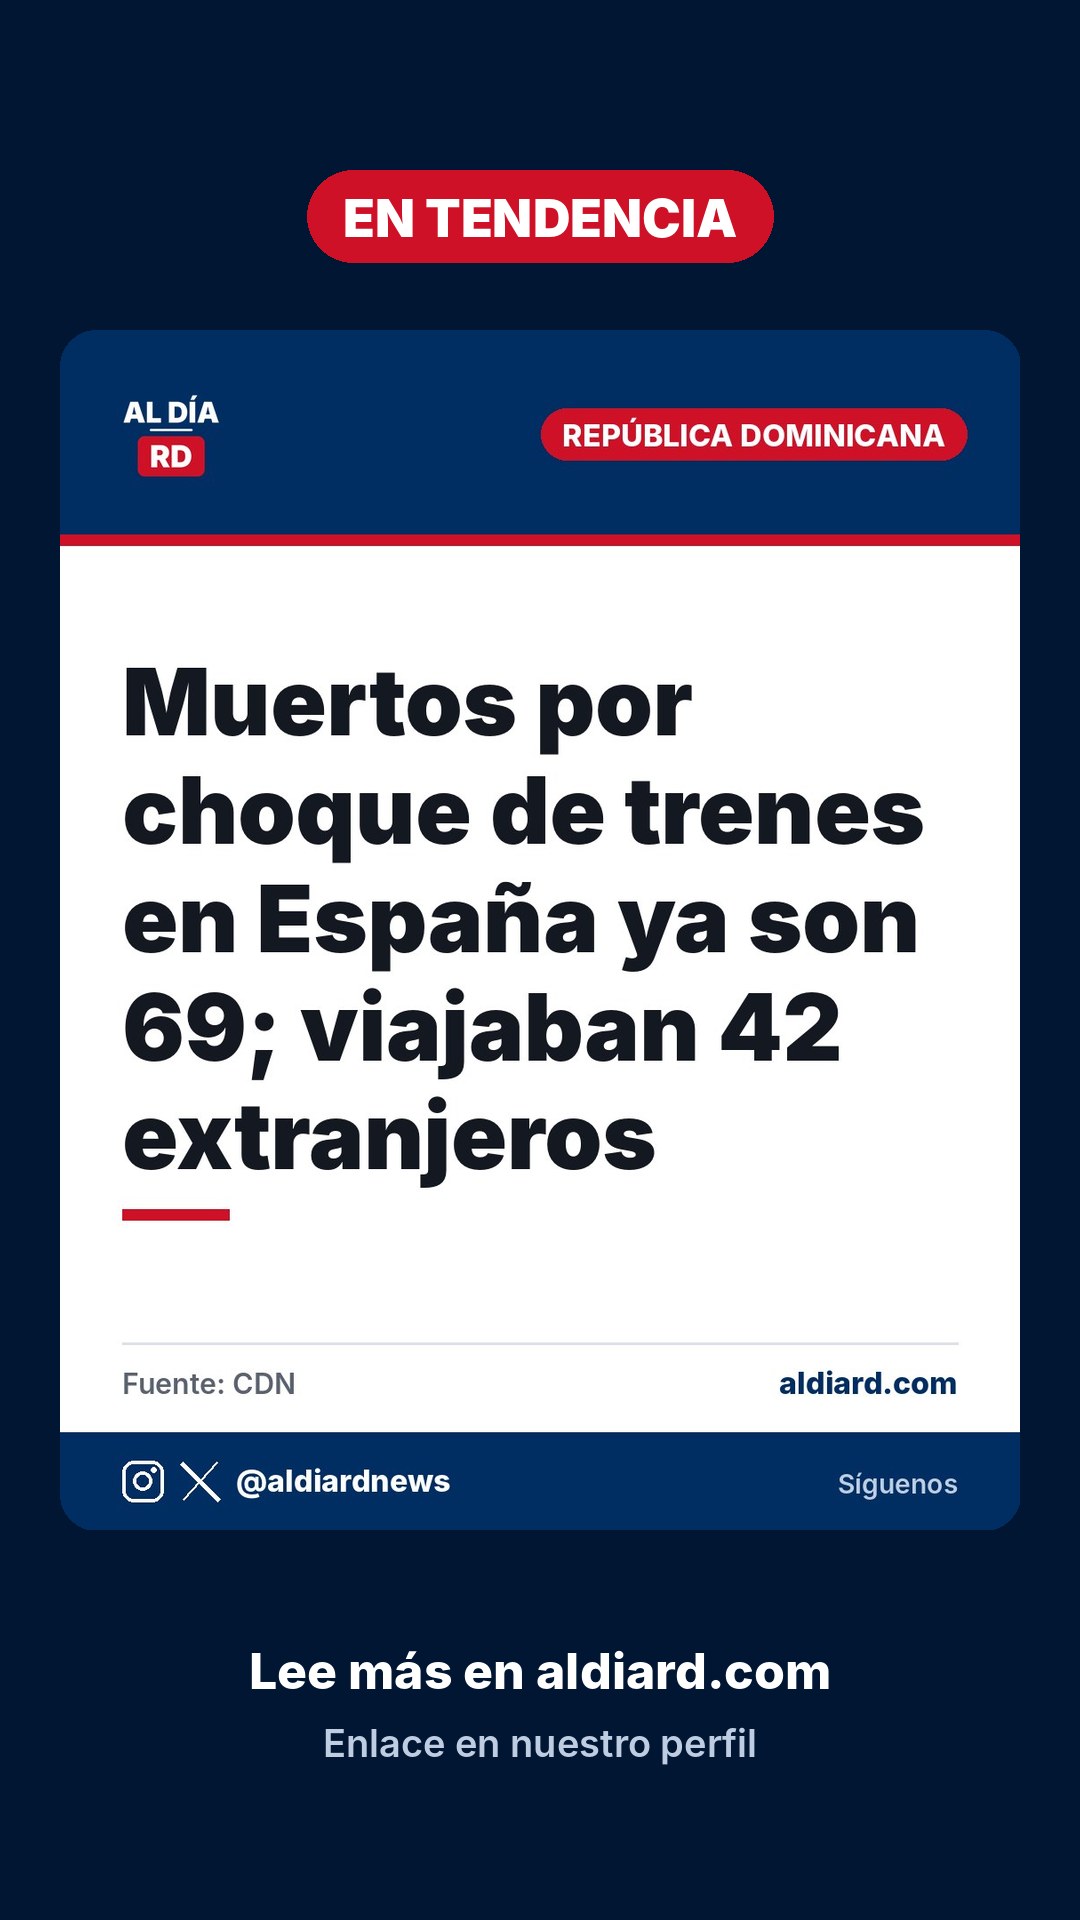 EN TENDENCIA
AL DÍA
RD
REPÚBLICA DOMINICANA
Muertos por
choque de trenes
en España ya son
69; viajaban 42
extranjeros
Fuente: CDN
aldiard.com
@aldiardnews
Síguenos
Lee más en aldiard.com
Enlace en nuestro perfil